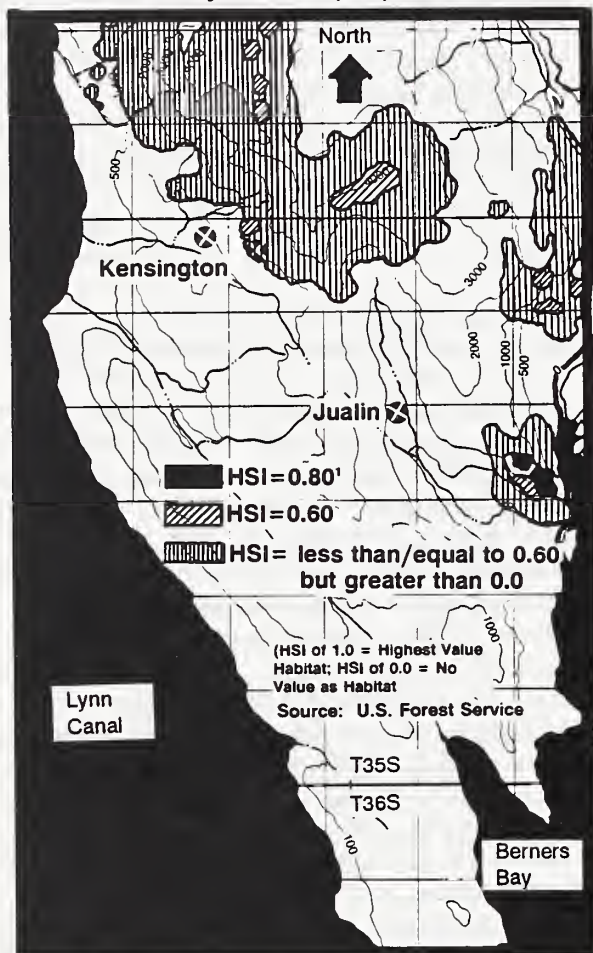 North
500
Kensington
3000
2000
1000
500
Jualin
HSI=0.80¹
HSI=0.60
HSI= less than/equal to 0.60
but greater than 0.0
1000
(HSI of 1.0 = Highest Value
Habitat; HSI of 0.0 = No
Value as Habitat
Source: U.S. Forest Service
Lynn
Canal
T35S
T36S
100
Berners
Bay